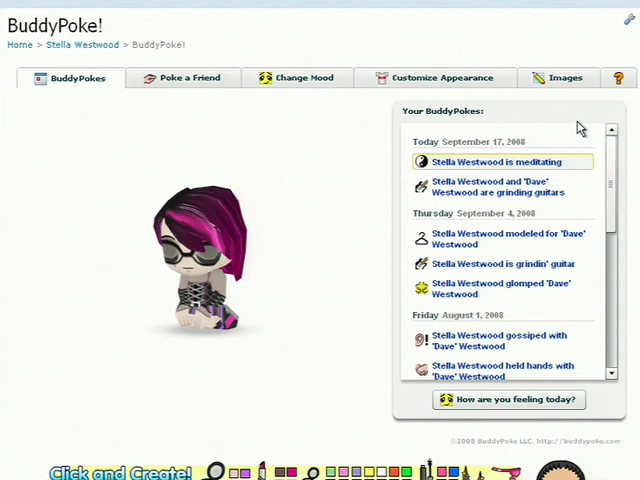 BuddyPoke!
Home > Stella Westwood > BuddyPoke!
BuddyPokes
Poke a Friend
Change Mood
Customize Appearance
Images
?
Your BuddyPokes:
Today September 17, 2008
Stella Westwood is meditating
Stella Westwood and 'Dave'
Westwood are grinding guitars
Thursday September 4, 2008
Stella Westwood modeled for 'Dave'
Westwood
Stella Westwood is grindin' guitar
Stella Westwood glomped 'Dave'
Westwood
Friday August 1, 2008
Stella Westwood gossiped with
'Dave' Westwood
Stella Westwood held hands with
'Dave' Westwood
How are you feeling today?
©2008 BuddyPoke LLC. http://buddypoke.com
Click and Create!